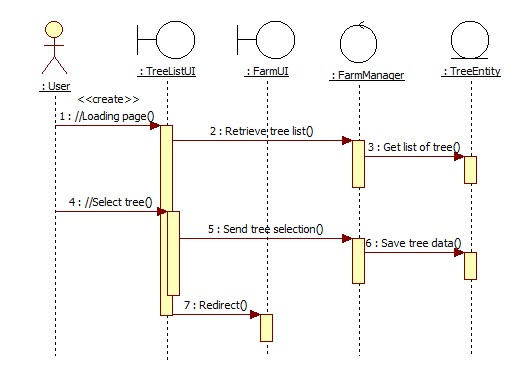 : User
: TreeListUI
: FarmUI
: FarmManager
: TreeEntity
<<create>>
1 : //Loading page()
2 : Retrieve tree list()
3 : Get list of tree()
4 : //Select tree()
5 : Send tree selection()
6 : Save tree data()
7 : Redirect()